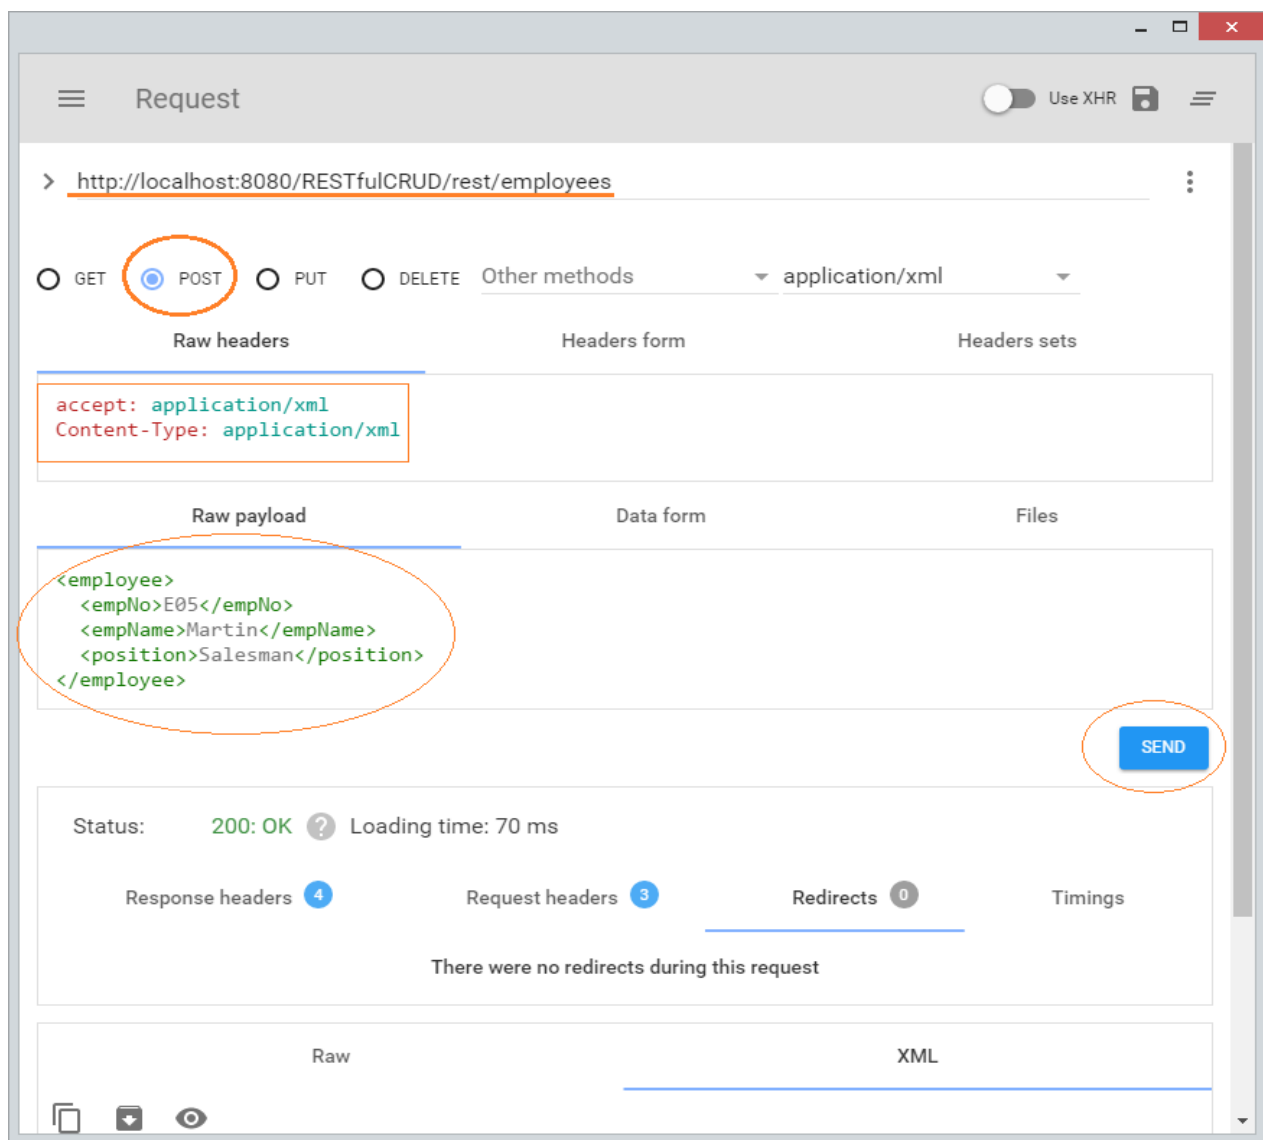 Request
Use XHR
http://localhost:8080/RESTfulCRUD/rest/employees
GET POST PUT DELETE Other methods application/xml
Raw headers Headers form Headers sets
accept: application/xml
Content-Type: application/xml
Raw payload Data form Files
<employee>
  <empNo>E05</empNo>
  <empName>Martin</empName>
  <position>Salesman</position>
</employee>
SEND
Status: 200: OK ? Loading time: 70 ms
Response headers 4 Request headers 3 Redirects 0 Timings
There were no redirects during this request
Raw XML